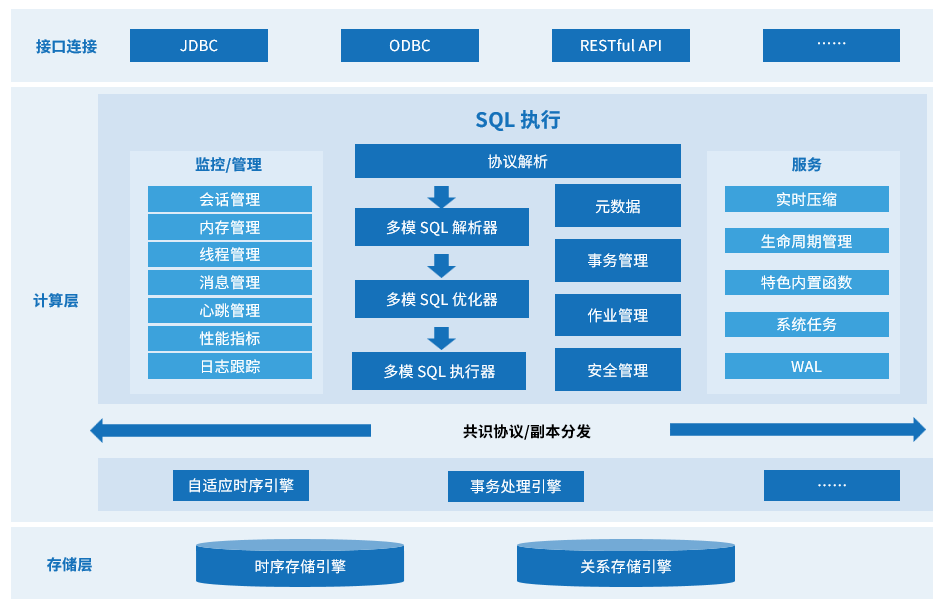 接口连接
JDBC
ODBC
RESTful API
……
计算层
SQL 执行
监控/管理
会话管理
内存管理
线程管理
消息管理
心跳管理
性能指标
日志跟踪
协议解析
多模 SQL 解析器
多模 SQL 优化器
多模 SQL 执行器
元数据
事务管理
作业管理
安全管理
服务
实时压缩
生命周期管理
特色内置函数
系统任务
WAL
共识协议/副本分发
自适应时序引擎
事务处理引擎
……
存储层
时序存储引擎
关系存储引擎